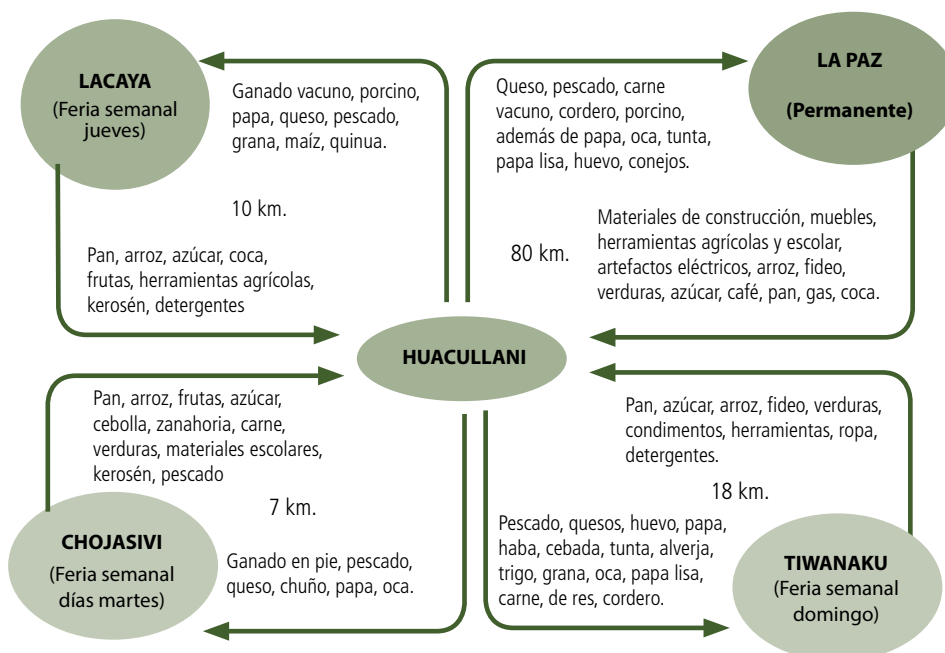 LACAYA
(Feria semanal
jueves)
Ganado vacuno, porcino,
papa, queso, pescado,
grana, maíz, quinua.
10 km.
Pan, arroz, azúcar, coca,
frutas, herramientas agrícolas,
kerosén, detergentes
LA PAZ
(Permanente)
Queso, pescado, carne
vacuno, cordero, porcino,
además de papa, oca, tunta,
papa lisa, huevo, conejos.
80 km.
Materiales de construcción, muebles,
herramientas agrícolas y escolar,
artefactos eléctricos, arroz, fideo,
verduras, azúcar, café, pan, gas, coca.
HUACULLANI
Pan, arroz, frutas, azúcar,
cebolla, zanahoria, carne,
verduras, materiales escolares,
kerosén, pescado
7 km.
CHOJASIVI
(Feria semanal
días martes)
Ganado en pie, pescado,
queso, chuño, papa, oca.
Pan, azúcar, arroz, fideo, verduras,
condimentos, herramientas, ropa,
detergentes.
18 km.
Pescado, quesos, huevo, papa,
haba, cebada, tunta, alverja,
trigo, grana, oca, papa lisa,
carne, de res, cordero.
TIWANAKU
(Feria semanal
domingo)